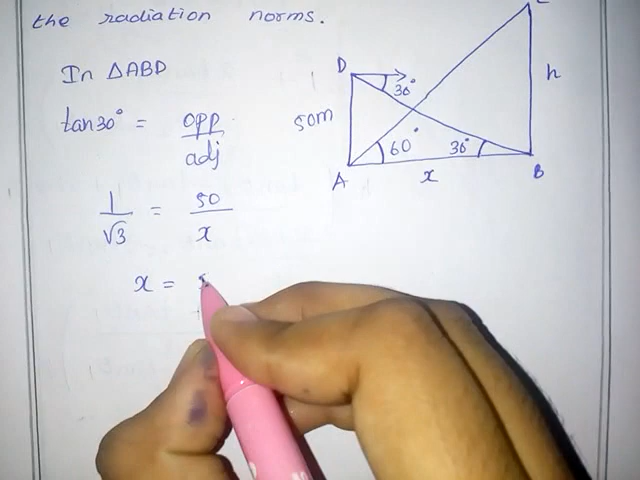 the radiation norms.
In ΔABD
tan30° = opp/adj
1/√3 = 50/x
x =
D
30°
50m
h
60°
30°
A
x
B